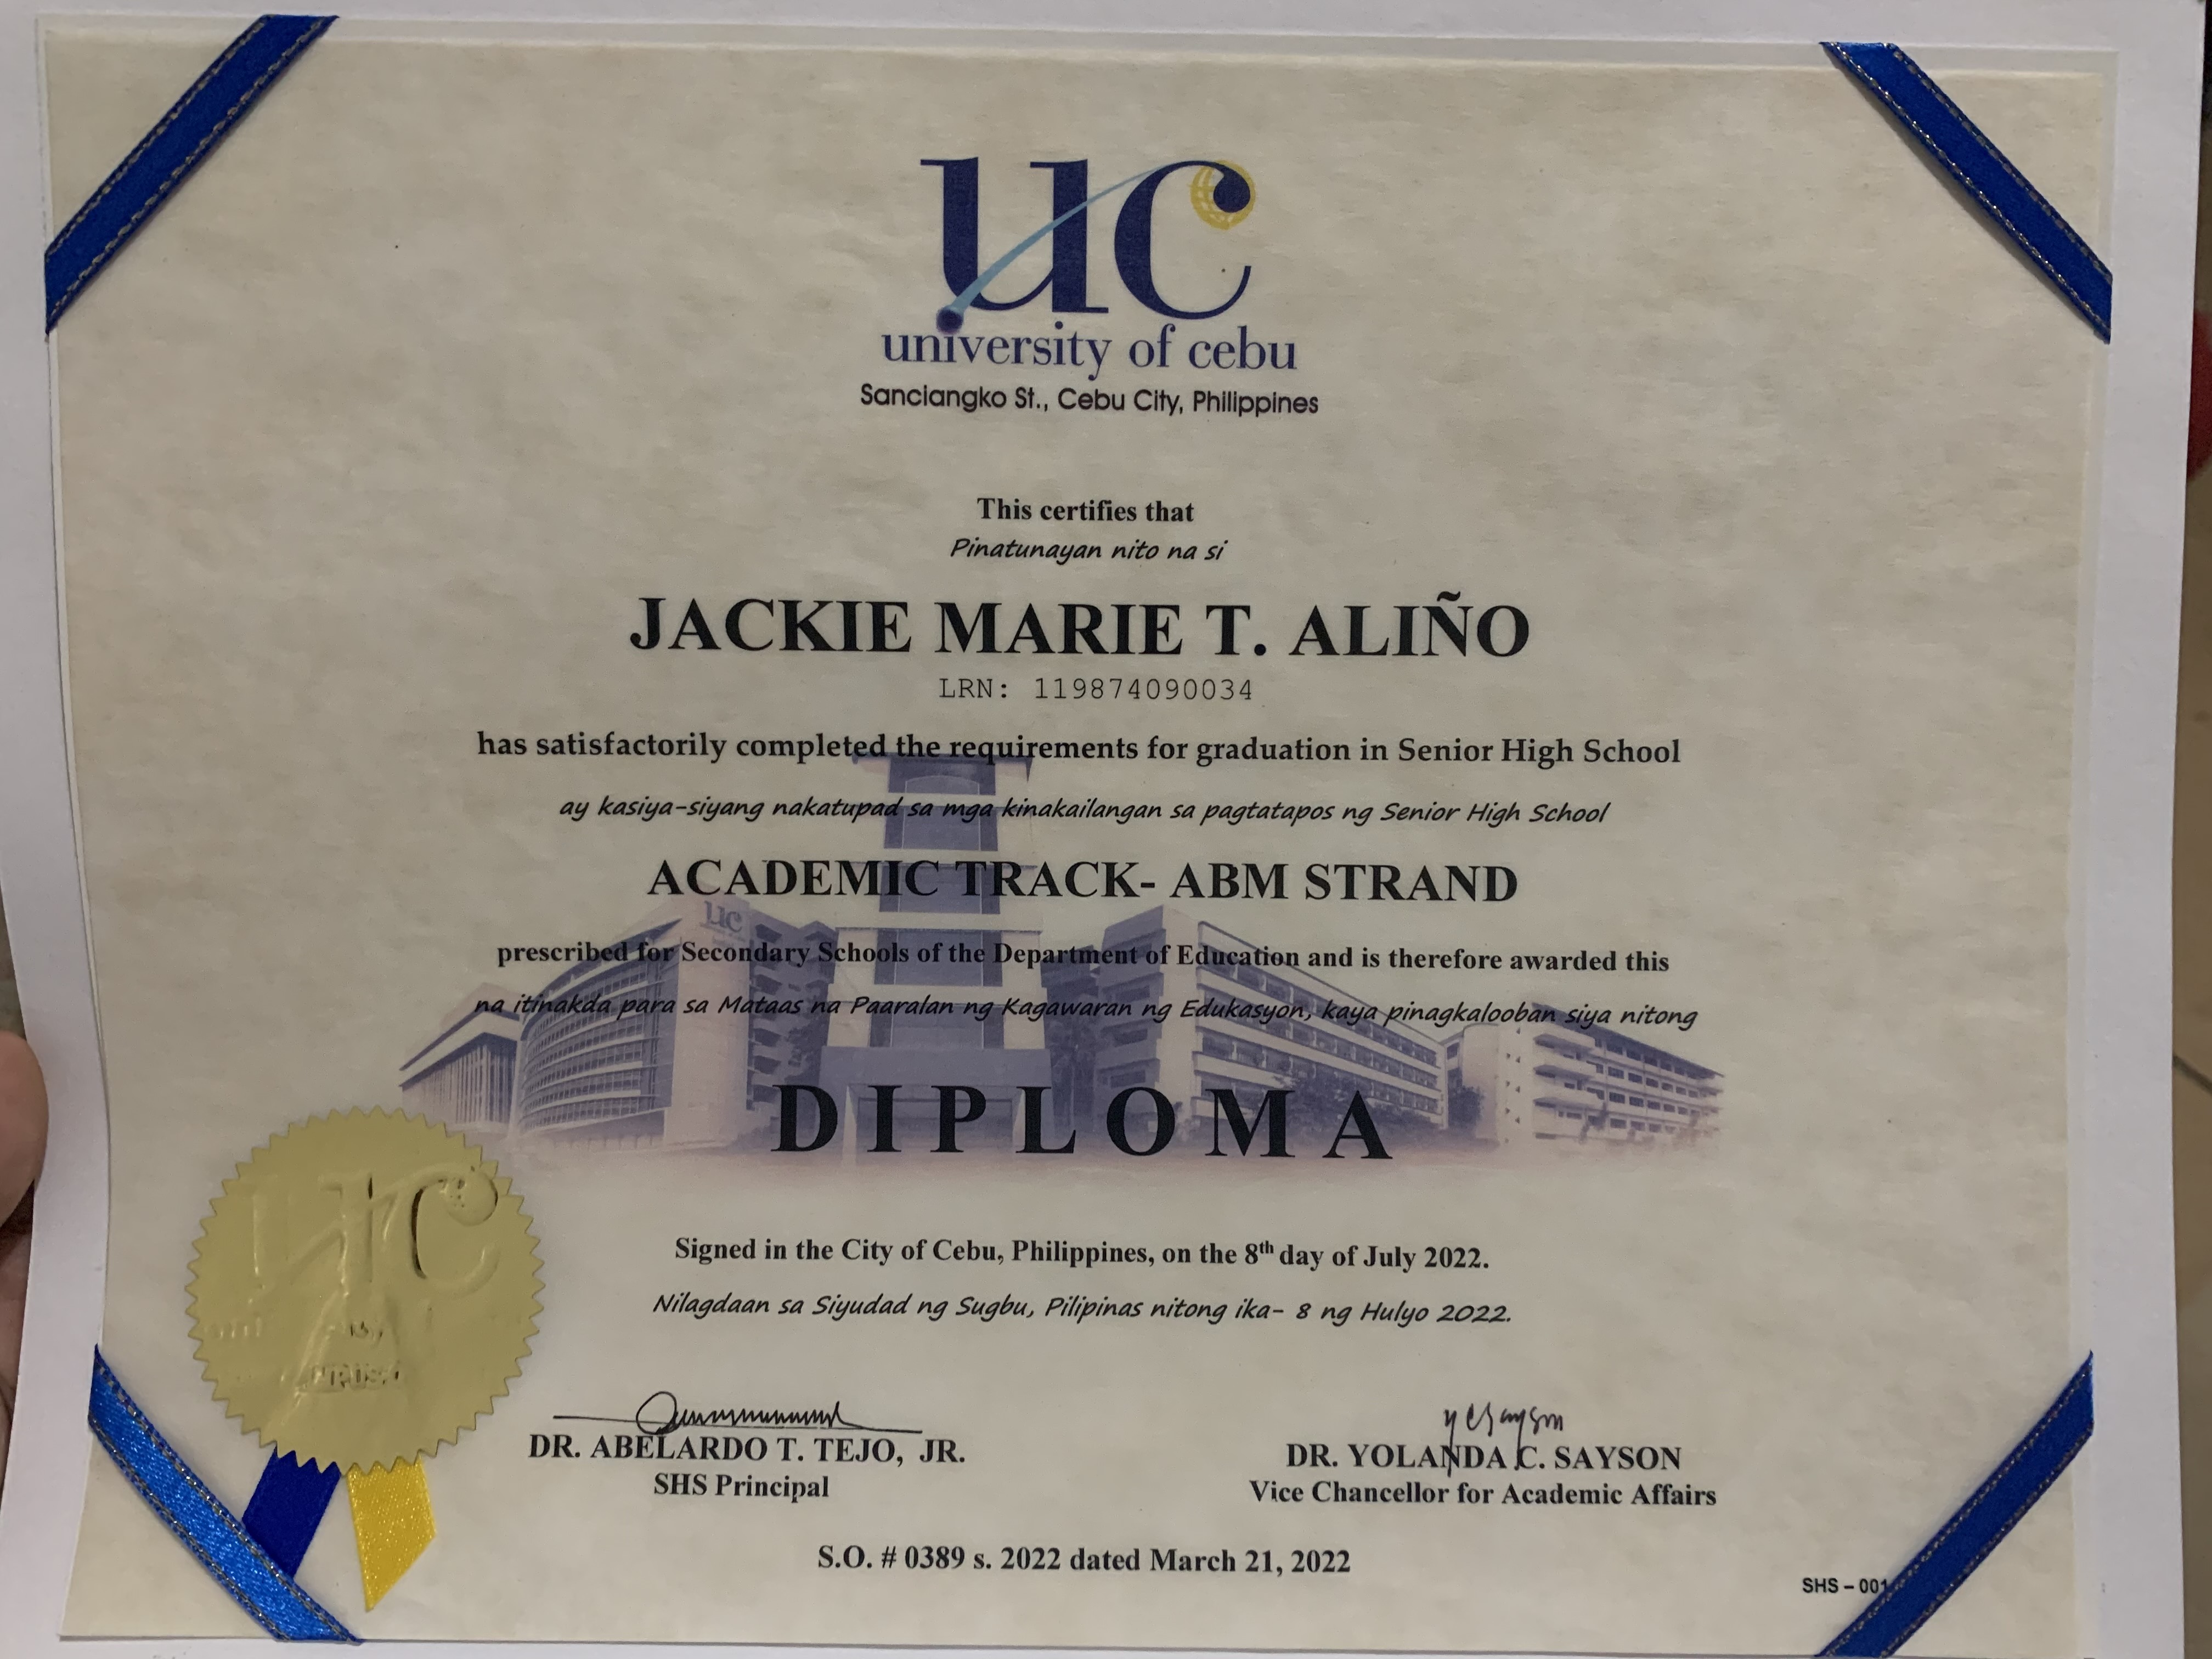 uc
university of cebu
Sanciangko St., Cebu City, Philippines
This certifies that
Pinatunayan nito na si
JACKIE MARIE T. ALIÑO
LRN: 119874090034
has satisfactorily completed the requirements for graduation in Senior High School
ay kasiya-siyang nakatupad sa mga kinakailangan sa pagtatapos ng Senior High School
ACADEMIC TRACK- ABM STRAND
uc
prescribed for Secondary Schools of the Department of Education and is therefore awarded this
na itinakda para sa Mataas na Paaralan ng Kagawaran ng Edukasyon, kaya pinagkalooban siya nitong
DIPLOMA
uc
Signed in the City of Cebu, Philippines, on the 8th day of July 2022.
Nilagdaan sa Siyudad ng Sugbu, Pilipinas nitong ika- 8 ng Hulyo 2022.
DR. ABELARDO T. TEJO, JR.
SHS Principal
ycsayson
DR. YOLANDA C. SAYSON
Vice Chancellor for Academic Affairs
S.O. # 0389 s. 2022 dated March 21, 2022
SHS – 001